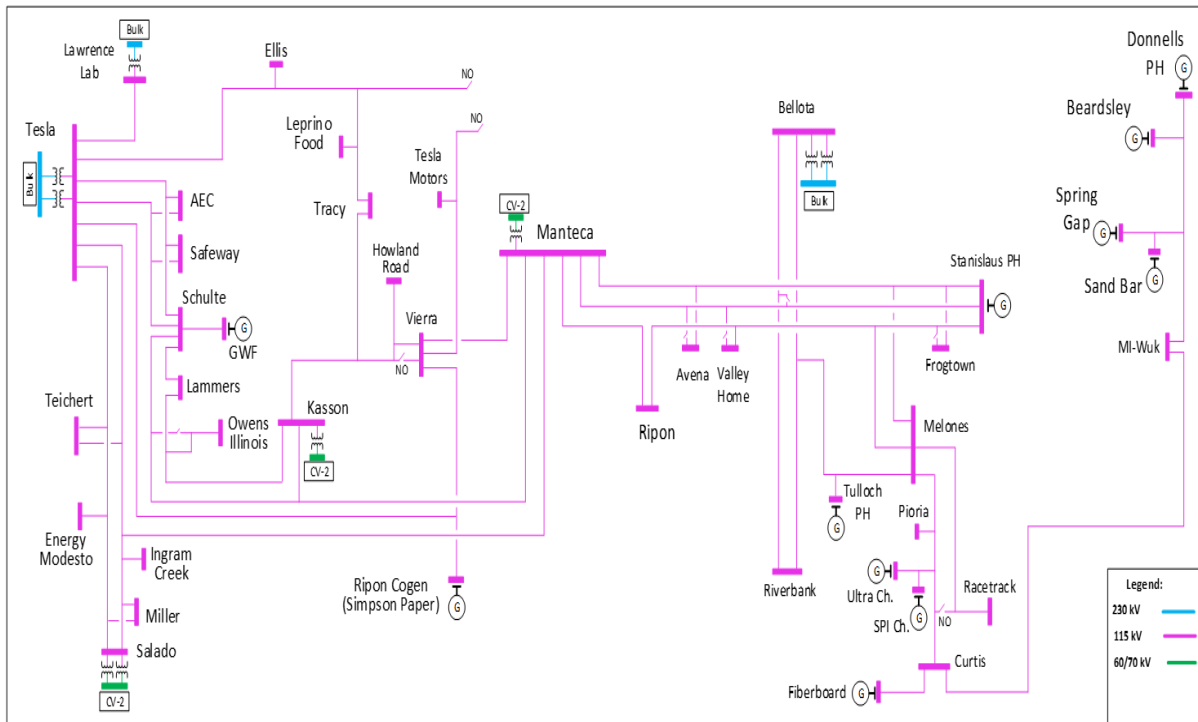 Bulk
Lawrence
Lab
Tesla
Bulk
Ellis
NO
Leprino
Food
NO
Tesla
Motors
Tracy
AEC
Safeway
Schulte
G
GWF
Howland
Road
Vierra
NO
CV-2
Manteca
Bellota
Bulk
Donnells
PH
G
Beardsley
G
Spring
Gap
G
G
Sand Bar
Stanislaus PH
G
MI-Wuk
Lammers
Teichert
Owens
Illinois
Kasson
CV-2
Avena
Valley
Home
Frogtown
Ripon
Melones
Tulloch
PH
G
Pioria
Energy
Modesto
Ingram
Creek
Miller
Salado
CV-2
Ripon Cogen
(Simpson Paper)
G
Riverbank
G
Ultra Ch.
G
SPI Ch.
NO
Racetrack
Curtis
Fiberboard
G
Legend:
230 kV
115 kV
60/70 kV